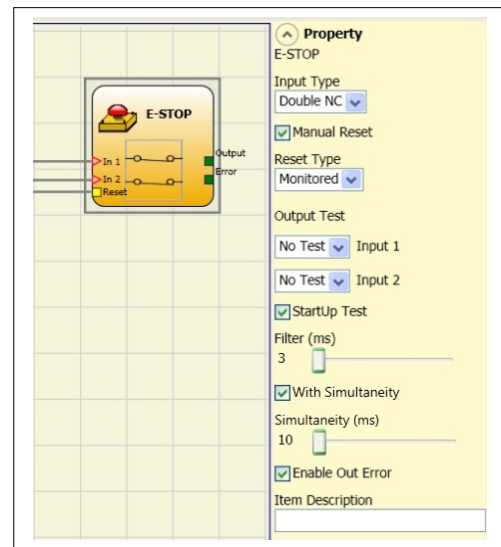 E-STOP
In 1
In 2
Reset
Output
Error
Property
E-STOP
Input Type
Double NC
Manual Reset
Reset Type
Monitored
Output Test
No Test Input 1
No Test Input 2
StartUp Test
Filter (ms)
3
With Simultaneity
Simultaneity (ms)
10
Enable Out Error
Item Description